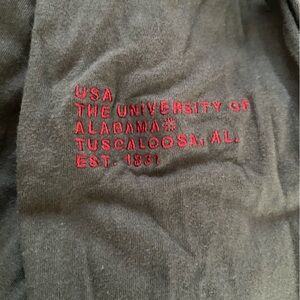 USA
THE UNIVERSITY OF
ALABAMA®
TUSCALOOSA, AL.
EST. 1831